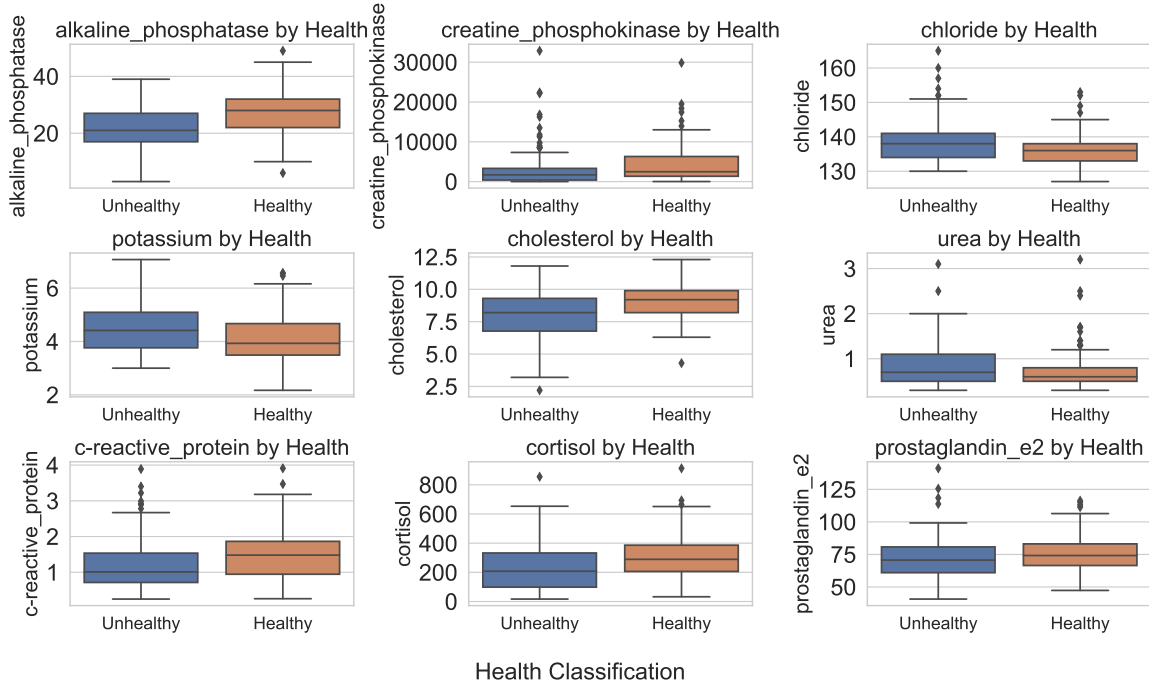 alkaline_phosphatase by Health
creatine_phosphokinase by Health
chloride by Health
alkaline_phosphatase
40
20
Unhealthy
Healthy
creatine_phosphokinase
30000
20000
10000
0
Unhealthy
Healthy
chloride
160
150
140
130
Unhealthy
Healthy
potassium by Health
cholesterol by Health
urea by Health
potassium
6
4
2
Unhealthy
Healthy
cholesterol
12.5
10.0
7.5
5.0
2.5
Unhealthy
Healthy
urea
3
2
1
Unhealthy
Healthy
c-reactive_protein by Health
cortisol by Health
prostaglandin_e2 by Health
c-reactive_protein
4
3
2
1
Unhealthy
Healthy
cortisol
800
600
400
200
0
Unhealthy
Healthy
prostaglandin_e2
125
100
75
50
Unhealthy
Healthy
Health Classification